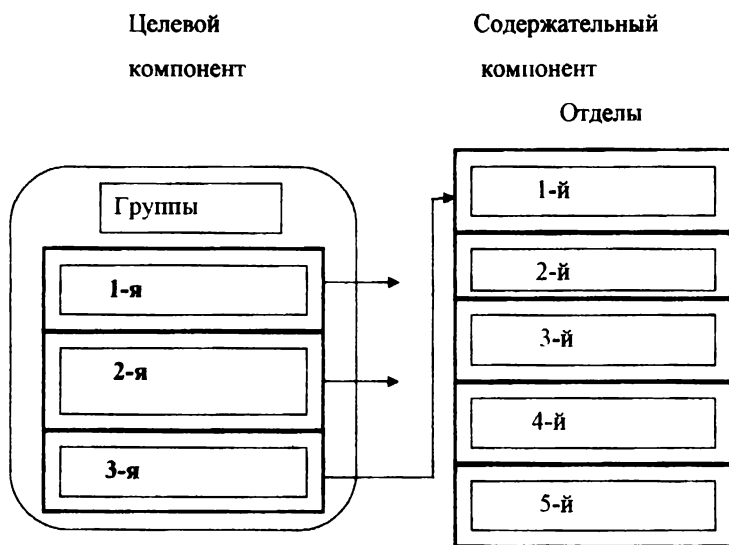 Целевой
компонент
Содержательный
компонент
Отделы
Группы
1-я
2-я
3-я
1-й
2-й
3-й
4-й
5-й